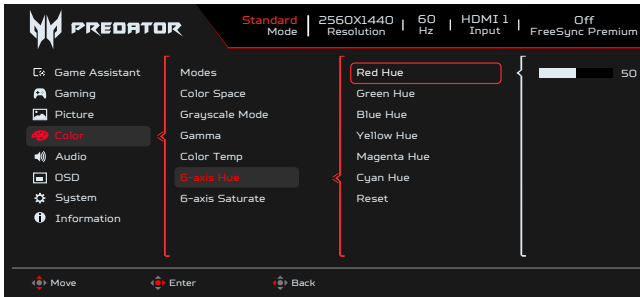 PREDATOR
Standard Mode
2560X1440 Resolution
60 Hz
HDMI 1 Input
Off FreeSync Premium
Game Assistant
Gaming
Picture
Color
Audio
OSD
System
Information
Modes
Color Space
Grayscale Mode
Gamma
Color Temp
6-axis Hue
6-axis Saturate
Red Hue
Green Hue
Blue Hue
Yellow Hue
Magenta Hue
Cyan Hue
Reset
50
Move
Enter
Back